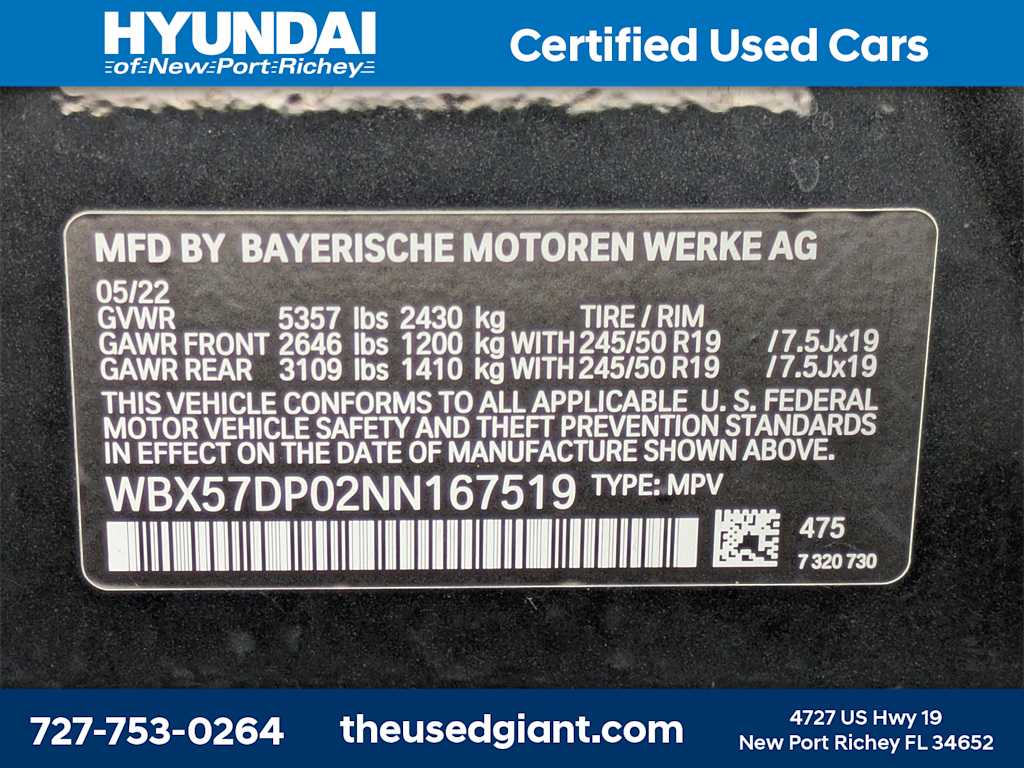 HYUNDAI
of New Port Richey
Certified Used Cars
MFD BY BAYERISCHE MOTOREN WERKE AG
05/22
GVWR 5357 lbs 2430 kg TIRE / RIM
GAWR FRONT 2646 lbs 1200 kg WITH 245/50 R19 /7.5Jx19
GAWR REAR 3109 lbs 1410 kg WITH 245/50 R19 /7.5Jx19
THIS VEHICLE CONFORMS TO ALL APPLICABLE U. S. FEDERAL
MOTOR VEHICLE SAFETY AND THEFT PREVENTION STANDARDS
IN EFFECT ON THE DATE OF MANUFACTURE SHOWN ABOVE.
WBX57DP02NN167519 TYPE: MPV
475
7 320 730
727-753-0264
theusedgiant.com
4727 US Hwy 19
New Port Richey FL 34652